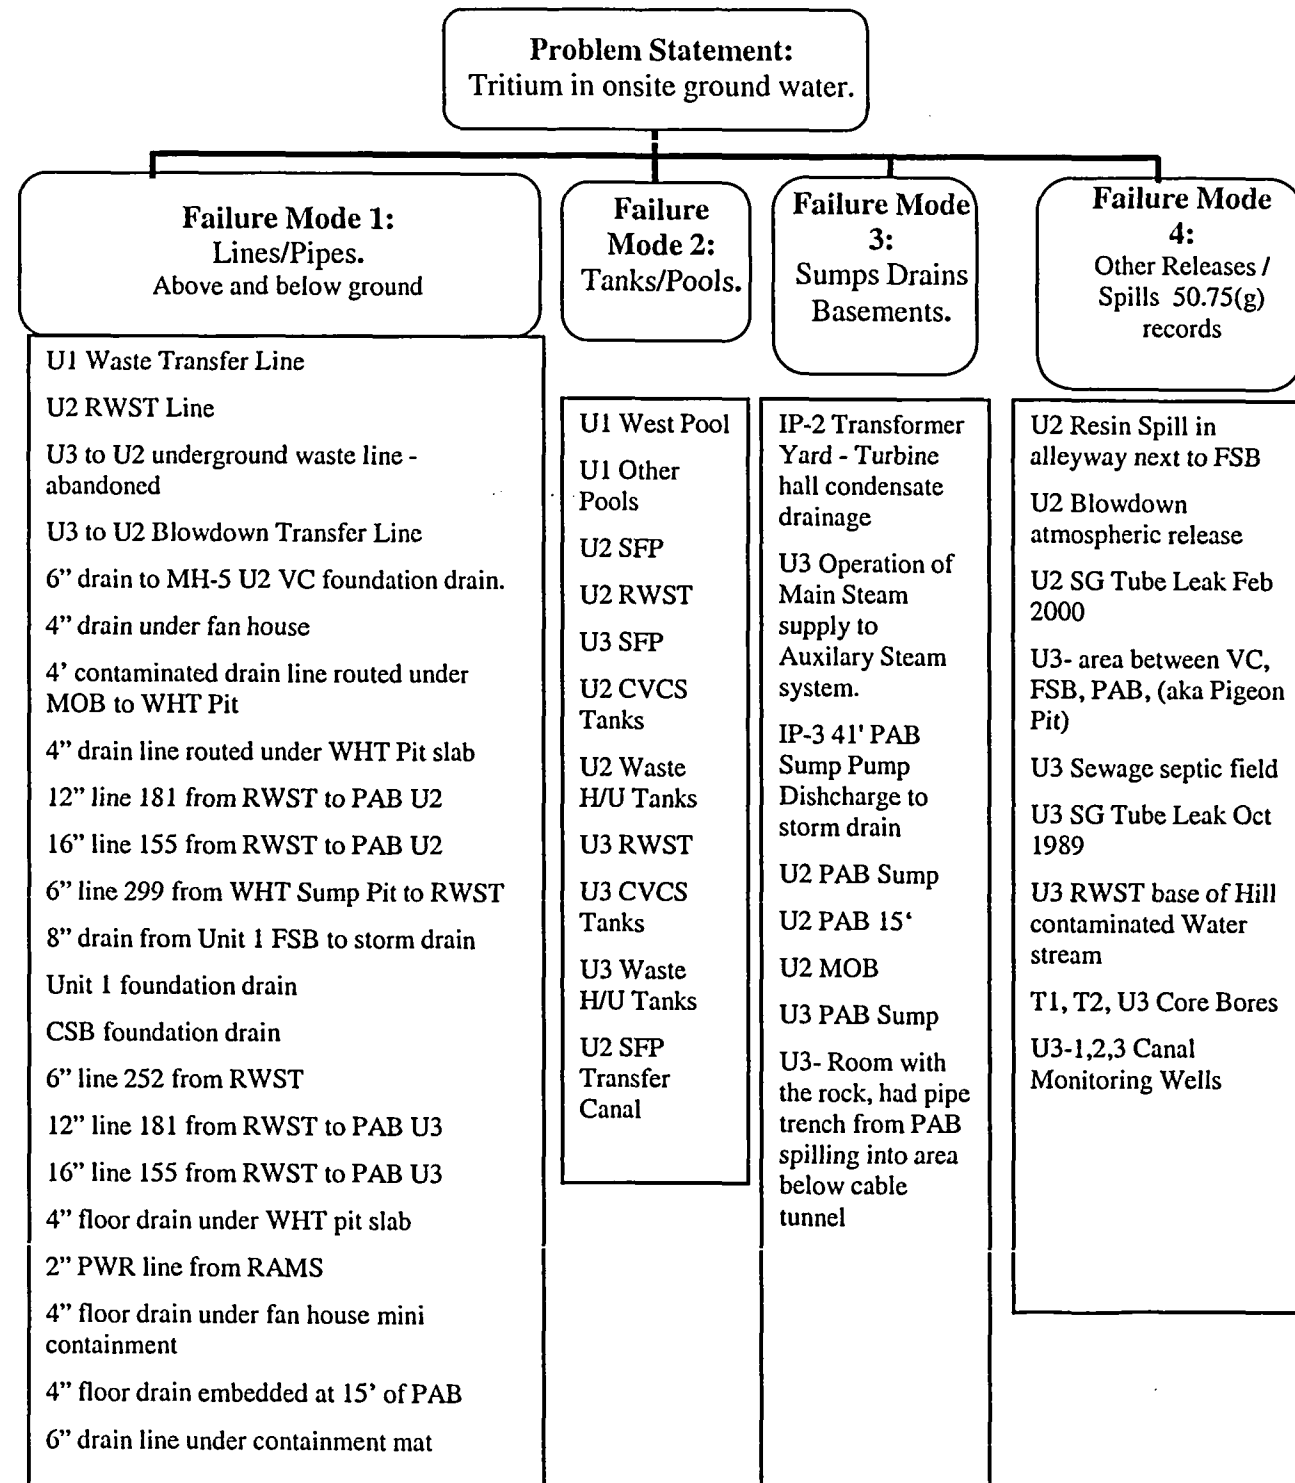 Problem Statement:
Tritium in onsite ground water.
Failure Mode 1:
Lines/Pipes.
Above and below ground
U1 Waste Transfer Line
U2 RWST Line
U3 to U2 underground waste line -
abandoned
U3 to U2 Blowdown Transfer Line
6" drain to MH-5 U2 VC foundation drain.
4" drain under fan house
4' contaminated drain line routed under
MOB to WHT Pit
4" drain line routed under WHT Pit slab
12" line 181 from RWST to PAB U2
16" line 155 from RWST to PAB U2
6" line 299 from WHT Sump Pit to RWST
8" drain from Unit 1 FSB to storm drain
Unit 1 foundation drain
CSB foundation drain
6" line 252 from RWST
12" line 181 from RWST to PAB U3
16" line 155 from RWST to PAB U3
4" floor drain under WHT pit slab
2" PWR line from RAMS
4" floor drain under fan house mini
containment
4" floor drain embedded at 15' of PAB
6" drain line under containment mat
Failure
Mode 2:
Tanks/Pools.
U1 West Pool
U1 Other
Pools
U2 SFP
U2 RWST
U3 SFP
U2 CVCS
Tanks
U2 Waste
H/U Tanks
U3 RWST
U3 CVCS
Tanks
U3 Waste
H/U Tanks
U2 SFP
Transfer
Canal
Failure Mode
3:
Sumps Drains
Basements.
IP-2 Transformer
Yard - Turbine
hall condensate
drainage
U3 Operation of
Main Steam
supply to
Auxilary Steam
system.
IP-3 41' PAB
Sump Pump
Dishcharge to
storm drain
U2 PAB Sump
U2 PAB 15'
U2 MOB
U3 PAB Sump
U3- Room with
the rock, had pipe
trench from PAB
spilling into area
below cable
tunnel
Failure Mode
4:
Other Releases /
Spills 50.75(g)
records
U2 Resin Spill in
alleyway next to FSB
U2 Blowdown
atmospheric release
U2 SG Tube Leak Feb
2000
U3- area between VC,
FSB, PAB, (aka Pigeon
Pit)
U3 Sewage septic field
U3 SG Tube Leak Oct
1989
U3 RWST base of Hill
contaminated Water
stream
T1, T2, U3 Core Bores
U3-1,2,3 Canal
Monitoring Wells